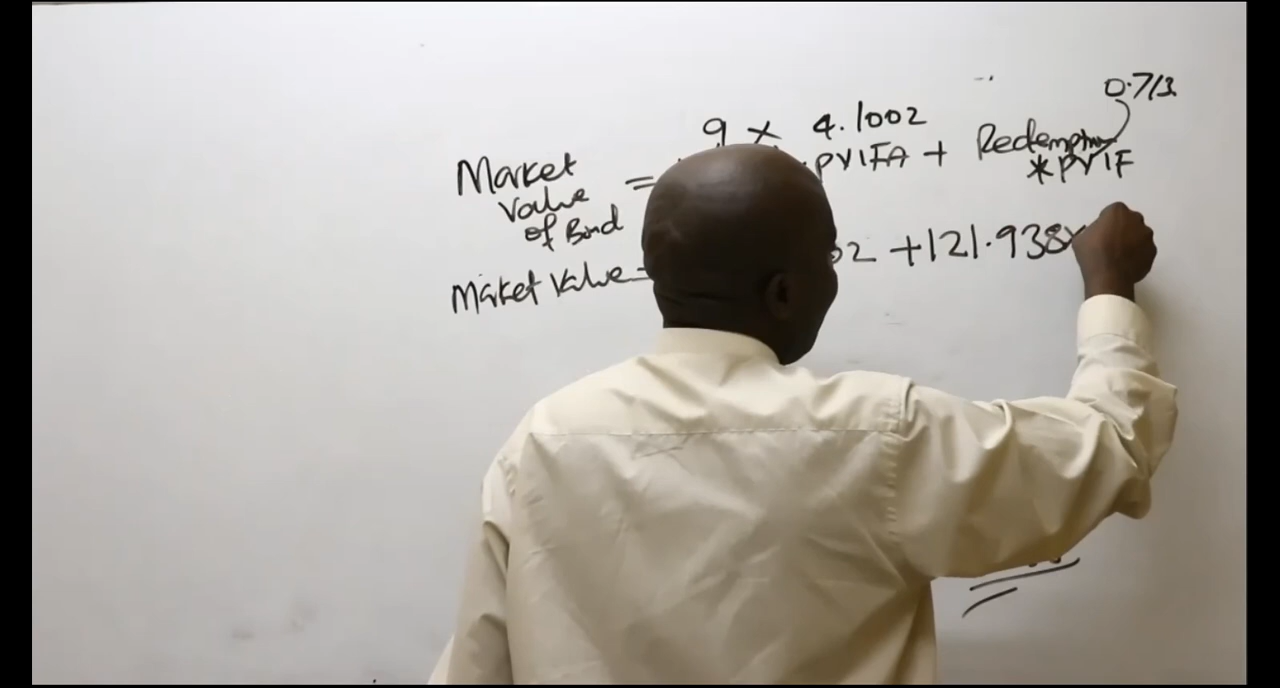 0.713
9 × 4.1002
Market = PVIFA + Redemption
Value * PVIF
of Bond
Market Value = 02 + 121.938×